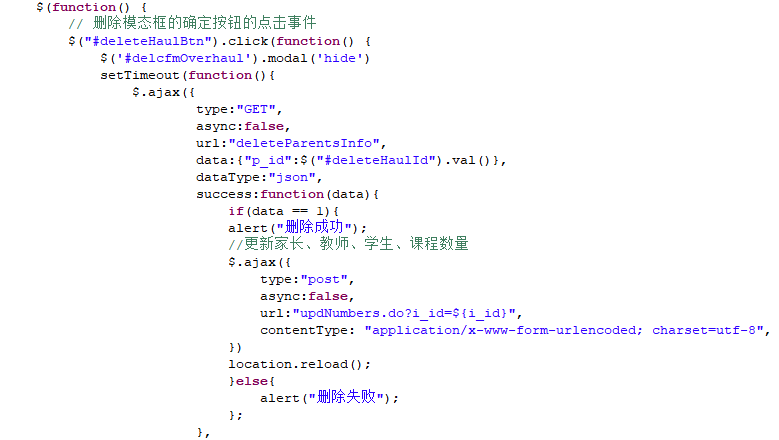 $(function() {
// 删除模态框的确定按钮的点击事件
$("#deleteHaulBtn").click(function() {
$('#delcfmOverhaul').modal('hide')
setTimeout(function(){
$.ajax({
type:"GET",
async:false,
url:"deleteParentsInfo",
data:{"p_id":$("#deleteHaulId").val()},
dataType:"json",
success:function(data){
if(data == 1){
alert("删除成功");
//更新家长、教师、学生、课程数量
$.ajax({
type:"post",
async:false,
url:"updNumbers.do?i_id=${i_id}",
contentType: "application/x-www-form-urlencoded; charset=utf-8",
})
location.reload();
}else{
alert("删除失败");
};
},